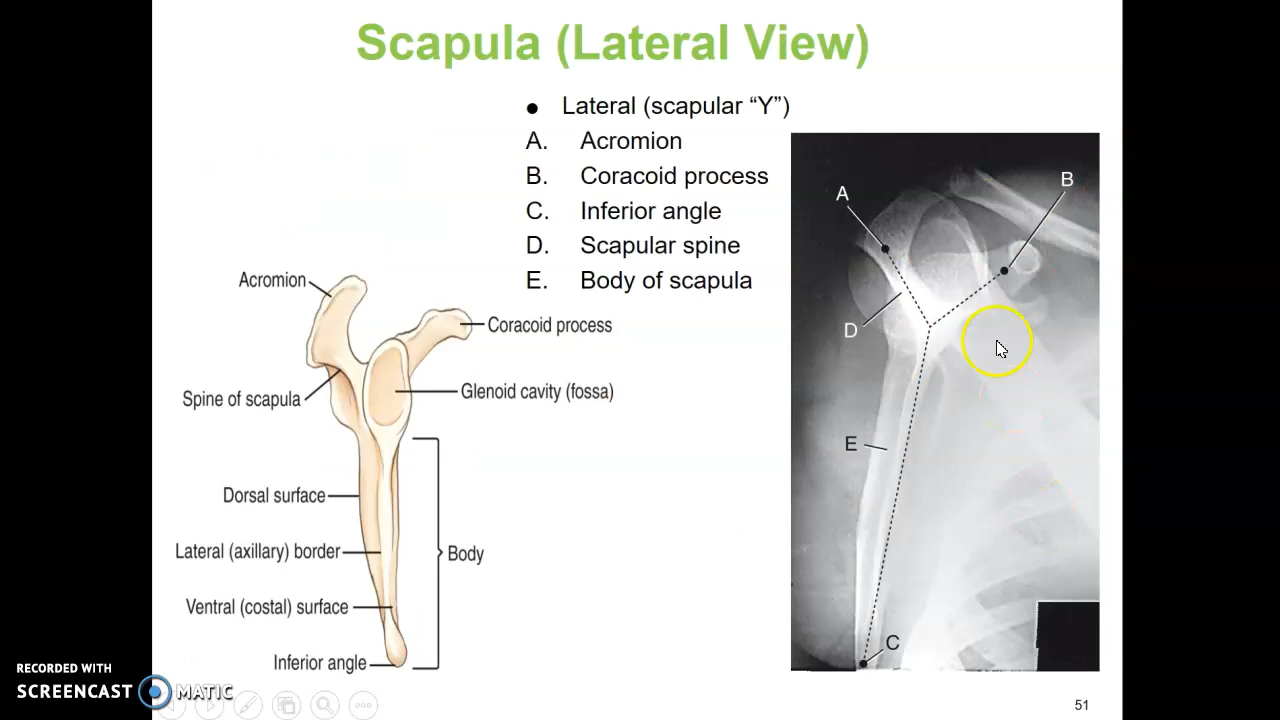 Scapula (Lateral View)
● Lateral (scapular “Y”)
A. Acromion
B. Coracoid process
C. Inferior angle
D. Scapular spine
E. Body of scapula
Acromion
Coracoid process
Spine of scapula
Glenoid cavity (fossa)
Dorsal surface
Lateral (axillary) border
Body
Ventral (costal) surface
Inferior angle
A
B
D
E
C
RECORDED WITH
SCREENCAST MATIC
51